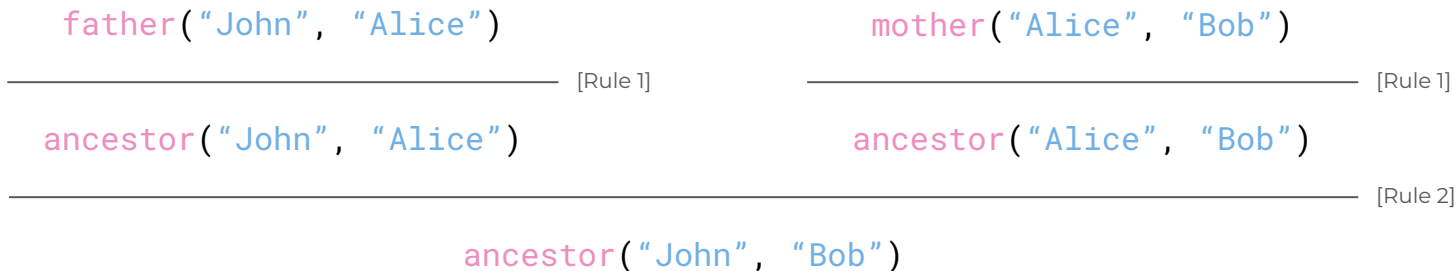 father(“John”, “Alice”) mother(“Alice”, “Bob”)
[Rule 1] [Rule 1]
ancestor(“John”, “Alice”) ancestor(“Alice”, “Bob”)
[Rule 2]
ancestor(“John”, “Bob”)